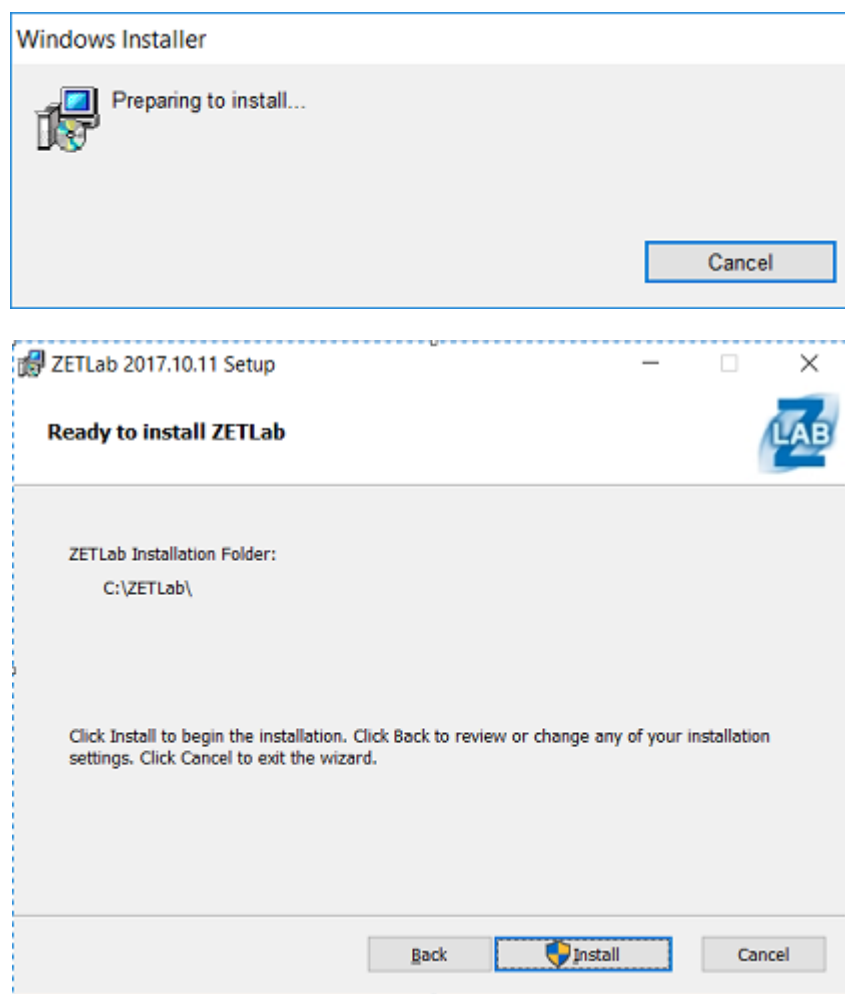 Windows Installer
Preparing to install...
Cancel
ZETLab 2017.10.11 Setup
Ready to install ZETLab
Z
LAB
ZETLab Installation Folder:
C:\ZETLab\
Click Install to begin the installation. Click Back to review or change any of your installation
settings. Click Cancel to exit the wizard.
Back Install Cancel